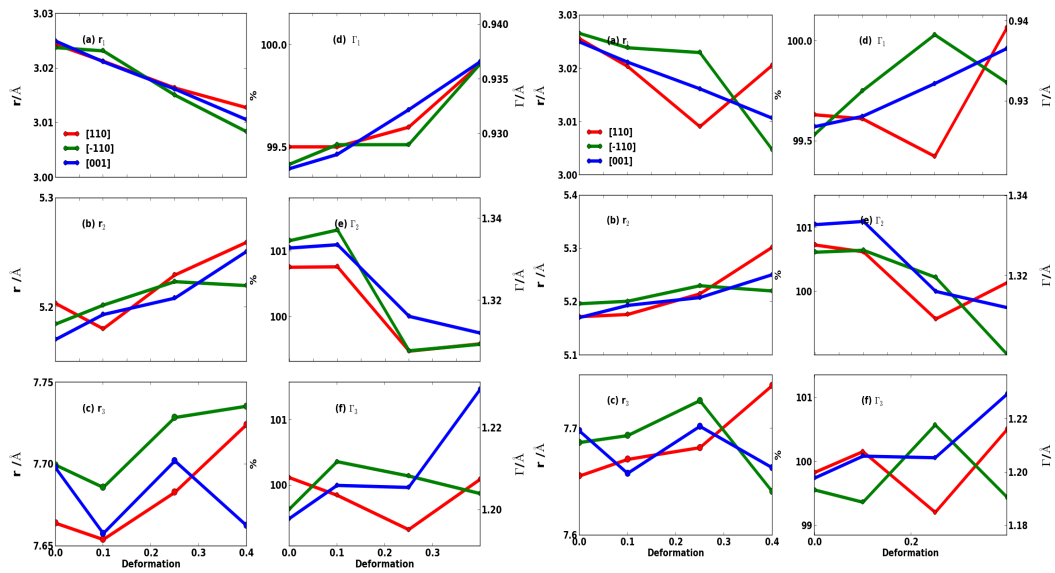 3.03
3.02
3.01
3.00
r/Å
(a) r1
[110]
[-110]
[001]
100.0
99.5
%
(d) Γ1
0.940
0.935
0.930
Γ/Å
5.3
5.2
r /Å
(b) r2
101
100
%
(e) Γ2
1.34
1.32
Γ/Å
7.75
7.70
7.65
r /Å
(c) r3
0.0 0.1 0.2 0.3 0.4
Deformation
101
100
%
(f) Γ3
1.22
1.20
Γ/Å
0.0 0.1 0.2 0.3
Deformation
3.03
3.02
3.01
3.00
r/Å
(a) r1
[110]
[-110]
[001]
100.0
99.5
%
(d) Γ1
0.94
0.93
Γ/Å
5.4
5.3
5.2
5.1
r /Å
(b) r2
101
100
%
(e) Γ2
1.34
1.32
Γ/Å
7.7
7.6
r /Å
(c) r3
0.0 0.1 0.2 0.3 0.4
Deformation
101
100
99
%
(f) Γ3
1.22
1.20
1.18
Γ/Å
0.0 0.2
Deformation